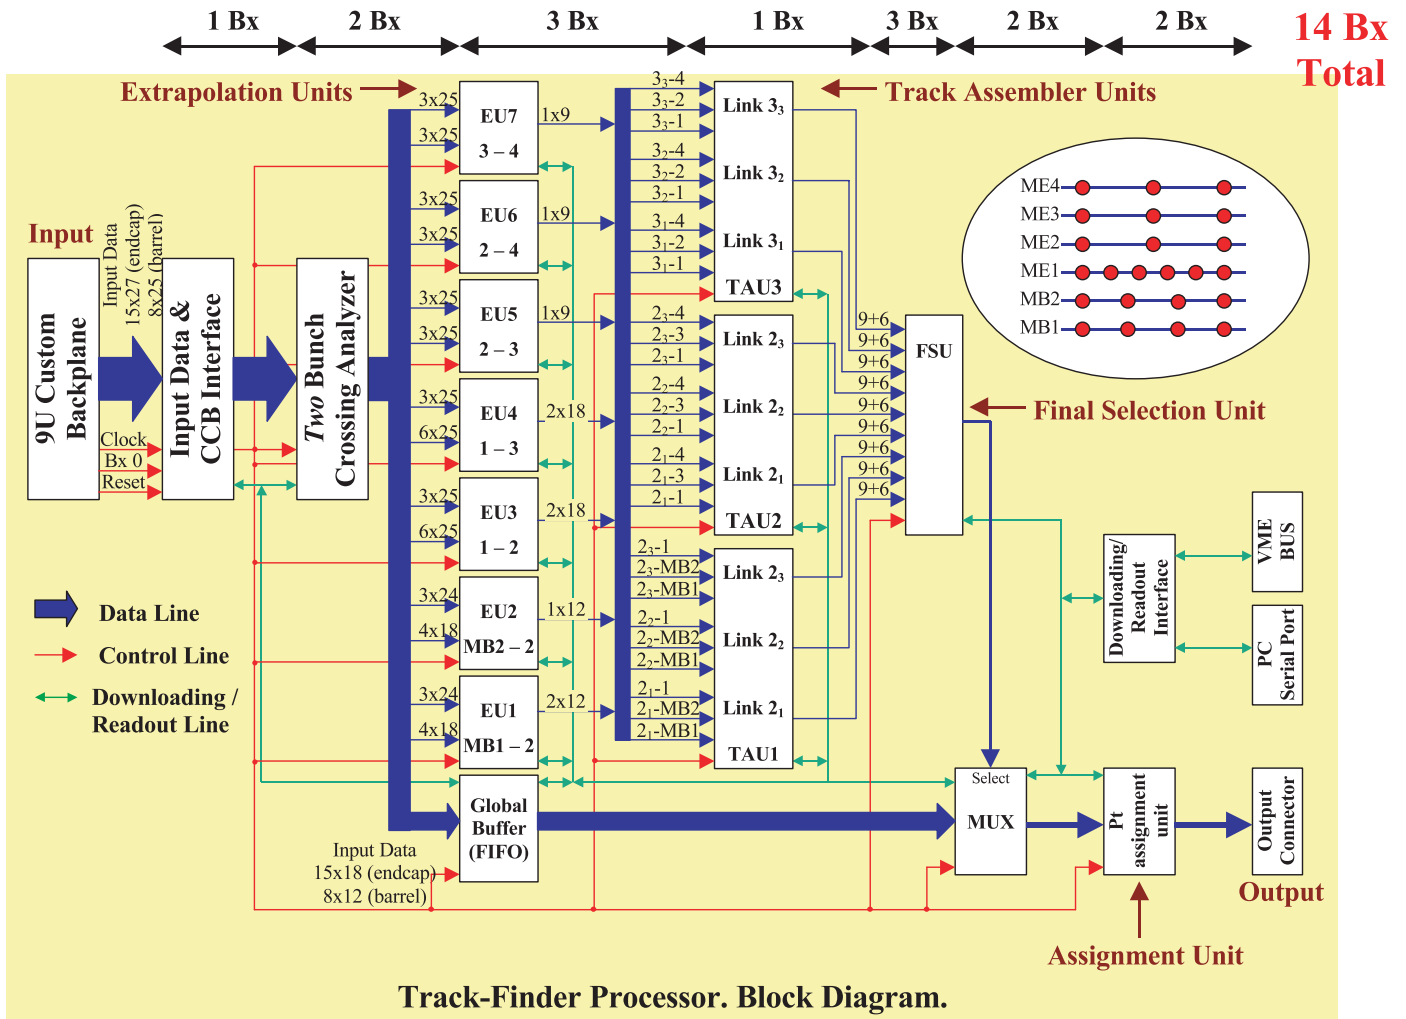 1 Bx
2 Bx
3 Bx
1 Bx
3 Bx
2 Bx
2 Bx
14 Bx
Total
Extrapolation Units
Track Assembler Units
Input
Input Data
15x27 (endcap)
8x25 (barrel)
9U Custom
Backplane
Clock
Bx 0
Reset
Input Data &
CCB Interface
Two Bunch
Crossing Analyzer
3x25
3x25
EU7
3 – 4
1x9
3x25
3x25
EU6
2 – 4
1x9
3x25
3x25
EU5
2 – 3
1x9
3x25
6x25
EU4
1 – 3
2x18
3x25
6x25
EU3
1 – 2
2x18
3x24
4x18
EU2
MB2 – 2
1x12
3x24
4x18
EU1
MB1 – 2
2x12
Global
Buffer
(FIFO)
Input Data
15x18 (endcap)
8x12 (barrel)
3₃-4
3₃-2
3₃-1
3₂-4
3₂-2
3₂-1
3₁-4
3₁-2
3₁-1
Link 3₃
Link 3₂
Link 3₁
TAU3
2₃-4
2₃-3
2₃-1
2₂-4
2₂-3
2₂-1
2₁-4
2₁-3
2₁-1
Link 2₃
Link 2₂
Link 2₁
TAU2
2₃-1
2₃-MB2
2₃-MB1
2₂-1
2₂-MB2
2₂-MB1
2₁-1
2₁-MB2
2₁-MB1
Link 2₃
Link 2₂
Link 2₁
TAU1
9+6
9+6
9+6
9+6
9+6
9+6
9+6
9+6
9+6
FSU
ME4
ME3
ME2
ME1
MB2
MB1
Final Selection Unit
Downloading/
Readout
Interface
VME
BUS
PC
Serial Port
Select
MUX
Pt
assignment
unit
Output
Connector
Output
Assignment Unit
Data Line
Control Line
Downloading /
Readout Line
Track-Finder Processor. Block Diagram.